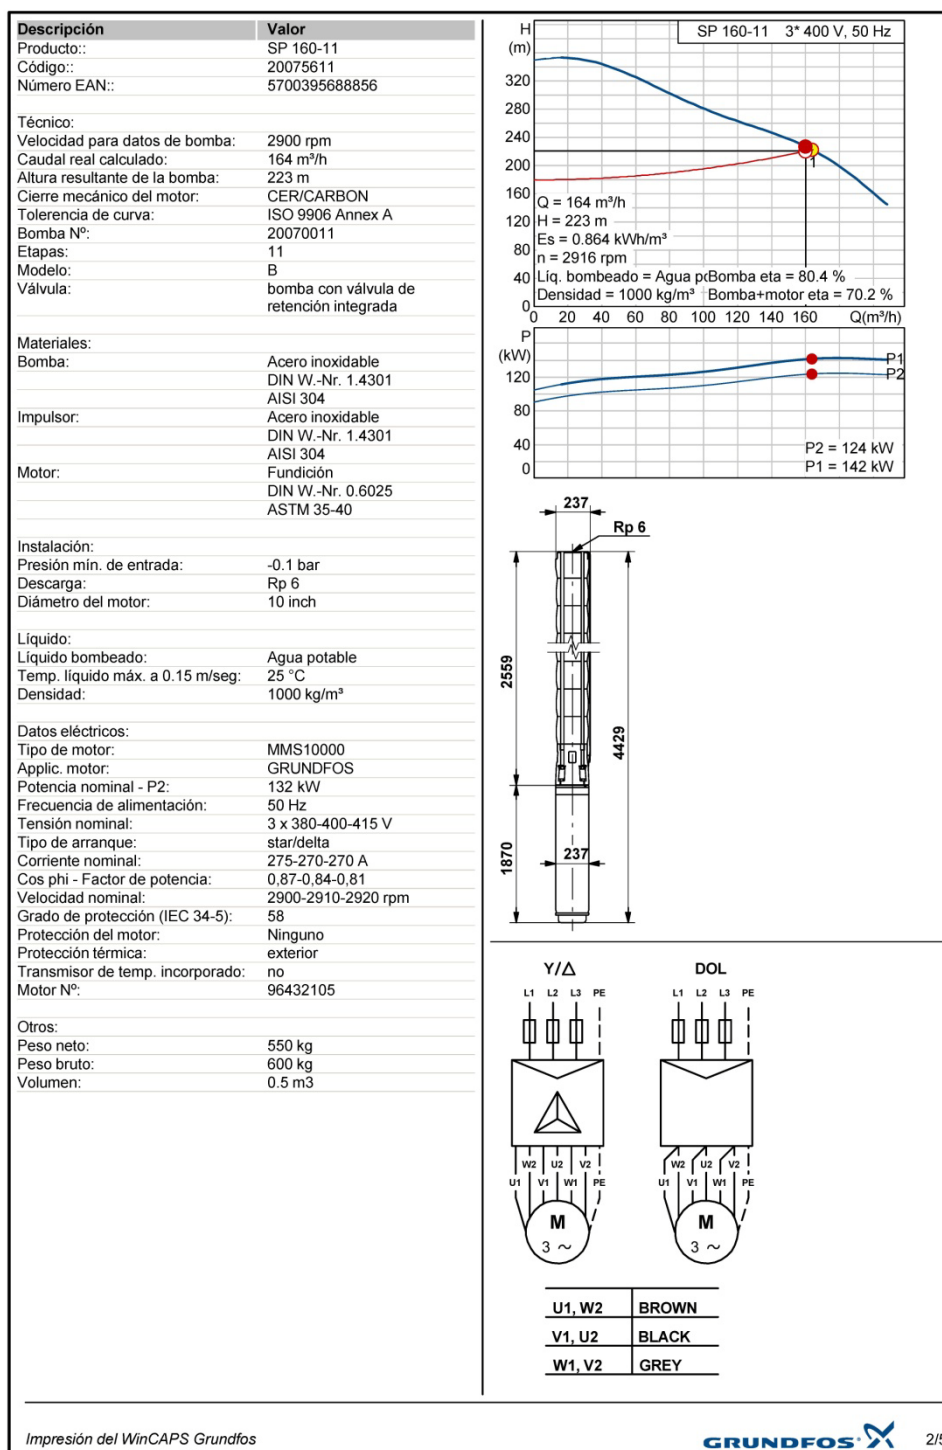 Descripción Valor
Producto:: SP 160-11
Código:: 20075611
Número EAN:: 5700395688856
Técnico:
Velocidad para datos de bomba: 2900 rpm
Caudal real calculado: 164 m³/h
Altura resultante de la bomba: 223 m
Cierre mecánico del motor: CER/CARBON
Tolerencia de curva: ISO 9906 Annex A
Bomba Nº: 20070011
Etapas: 11
Modelo: B
Válvula: bomba con válvula de
retención integrada
Materiales:
Bomba: Acero inoxidable
DIN W.-Nr. 1.4301
AISI 304
Impulsor: Acero inoxidable
DIN W.-Nr. 1.4301
AISI 304
Motor: Fundición
DIN W.-Nr. 0.6025
ASTM 35-40
Instalación:
Presión mín. de entrada: -0.1 bar
Descarga: Rp 6
Diámetro del motor: 10 inch
Líquido:
Líquido bombeado: Agua potable
Temp. líquido máx. a 0.15 m/seg: 25 °C
Densidad: 1000 kg/m³
Datos eléctricos:
Tipo de motor: MMS10000
Applic. motor: GRUNDFOS
Potencia nominal - P2: 132 kW
Frecuencia de alimentación: 50 Hz
Tensión nominal: 3 x 380-400-415 V
Tipo de arranque: star/delta
Corriente nominal: 275-270-270 A
Cos phi - Factor de potencia: 0,87-0,84-0,81
Velocidad nominal: 2900-2910-2920 rpm
Grado de protección (IEC 34-5): 58
Protección del motor: Ninguno
Protección térmica: exterior
Transmisor de temp. incorporado: no
Motor Nº: 96432105
Otros:
Peso neto: 550 kg
Peso bruto: 600 kg
Volumen: 0.5 m3
H
(m)
SP 160-11 3* 400 V, 50 Hz
320
280
240
200
160
120
80
40
0
1
Q = 164 m³/h
H = 223 m
Es = 0.864 kWh/m³
n = 2916 rpm
Líq. bombeado = Agua po Bomba eta = 80.4 %
Densidad = 1000 kg/m³ Bomba+motor eta = 70.2 %
0 20 40 60 80 100 120 140 160 Q(m³/h)
P
(kW)
120
80
40
0
P1
P2
P2 = 124 kW
P1 = 142 kW
237
Rp 6
2559
4429
1870
237
Y/△ DOL
L1 L2 L3 PE L1 L2 L3 PE
W2 U2 V2 W2 U2 V2
U1 V1 W1 PE U1 V1 W1 PE
M M
3 ~ 3 ~
U1, W2 BROWN
V1, U2 BLACK
W1, V2 GREY
Impresión del WinCAPS Grundfos
GRUNDFOS
2/5